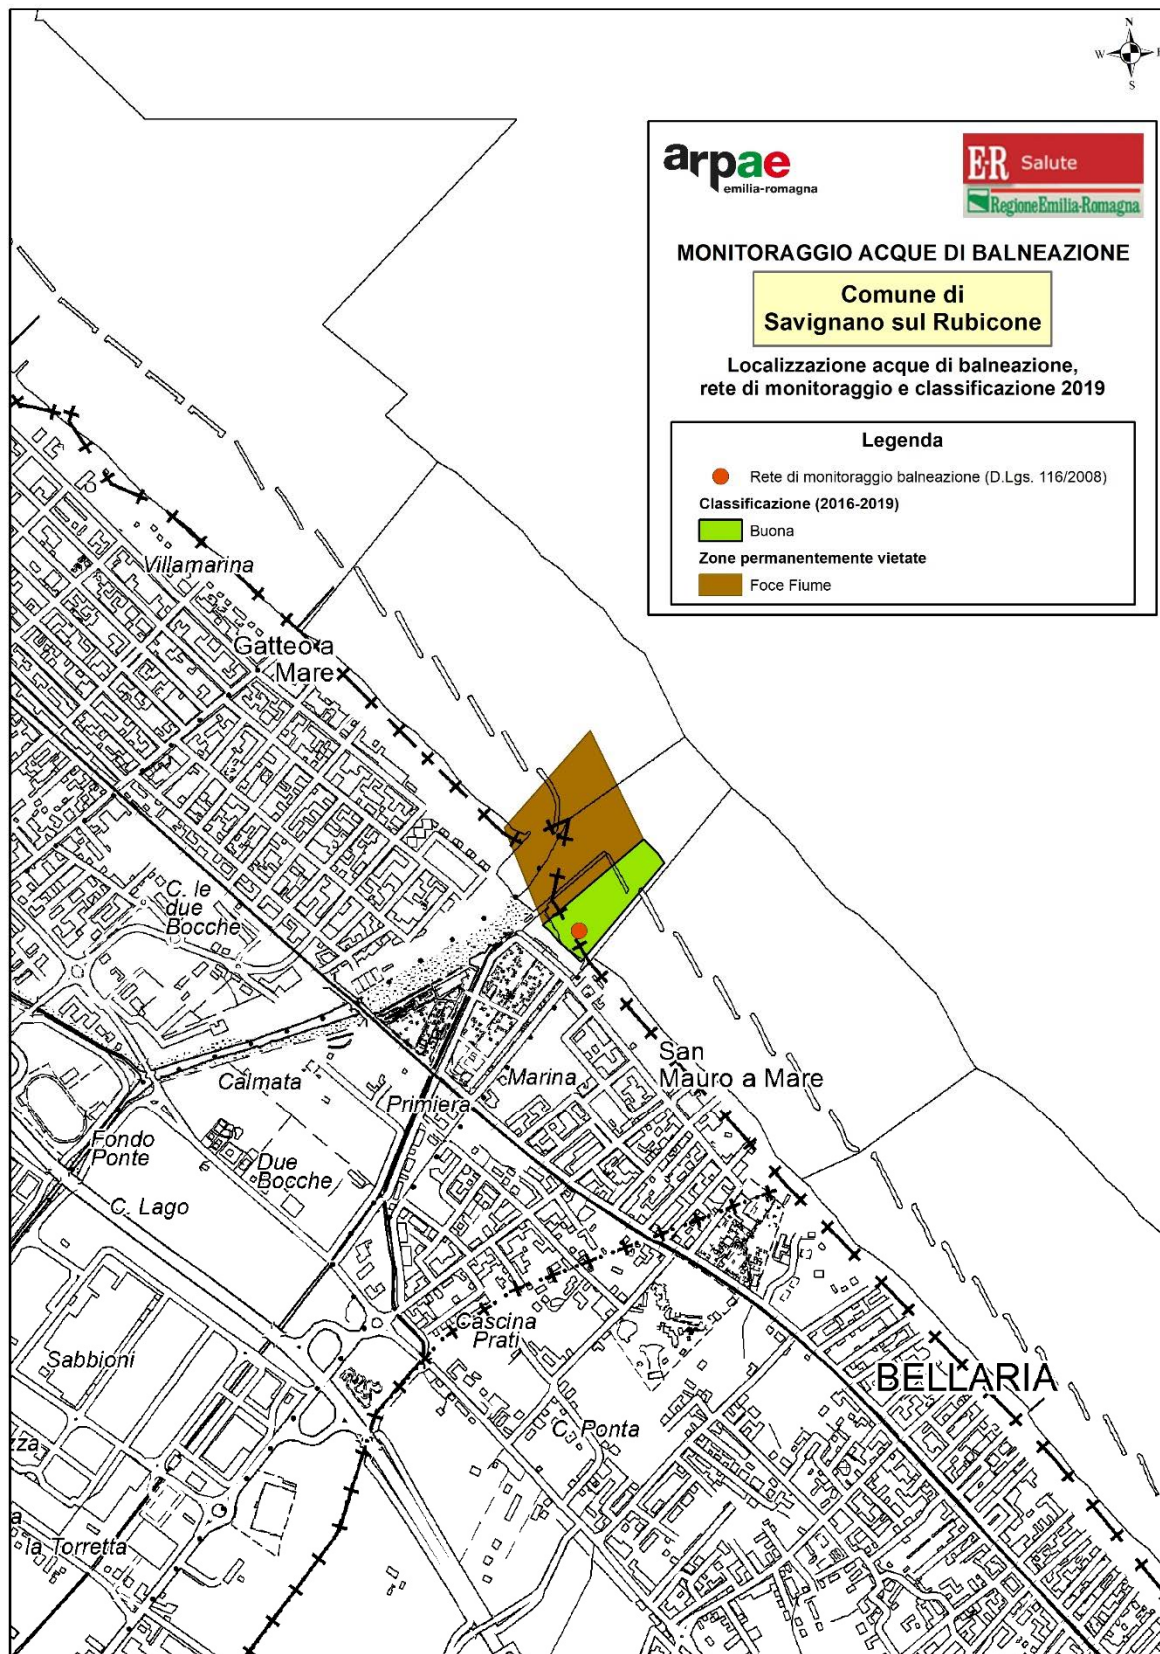 N
W
E
S
arpae
emilia-romagna
E-R Salute
RegioneEmilia-Romagna
MONITORAGGIO ACQUE DI BALNEAZIONE
Comune di
Savignano sul Rubicone
Localizzazione acque di balneazione,
rete di monitoraggio e classificazione 2019
Legenda
Rete di monitoraggio balneazione (D.Lgs. 116/2008)
Classificazione (2016-2019)
Buona
Zone permanentemente vietate
Foce Fiume
Villamarina
Gatteo a
Mare
C. le
due
Bocche
San
Mauro a Mare
Marina
Calmata
Primiera
Fondo
Ponte
Due
Bocche
C. Lago
Cascina
Prati
Sabbioni
BELLARIA
C. Ponta
zza
a
la Torretta